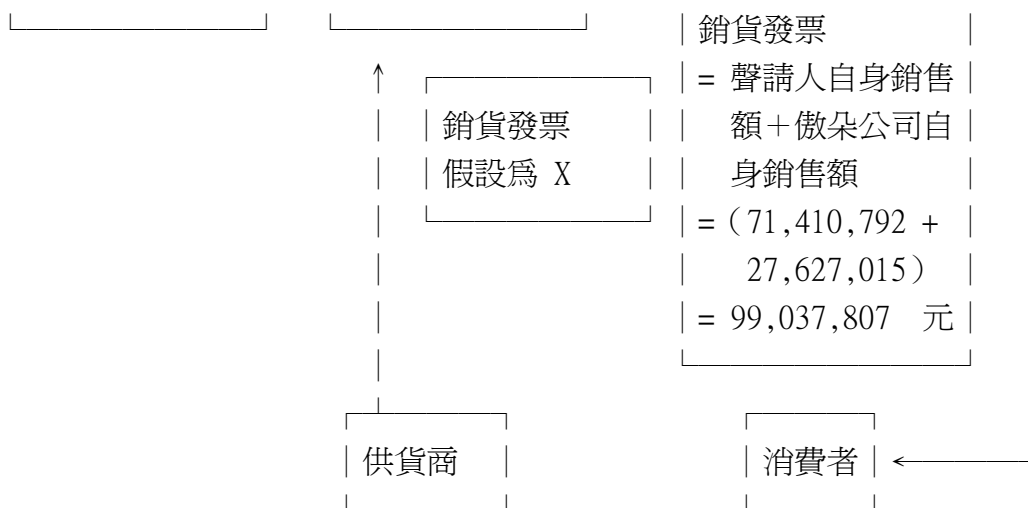 銷貨發票
= 聲請人自身銷售
銷貨發票 額＋傲朵公司自
假設爲 X 身銷售額
=（71,410,792 +
27,627,015）
= 99,037,807 元
供貨商 消費者